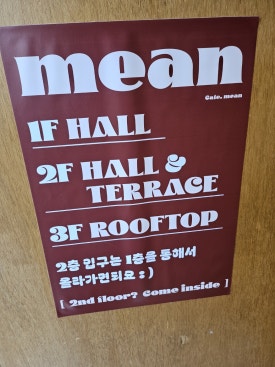 mean
Cafe. mean
1F HALL
2F HALL &
TERRACE
3F ROOFTOP
2층 입구는 1층을 통해서
올라가면되요 : )
[ 2nd floor? Come inside ]